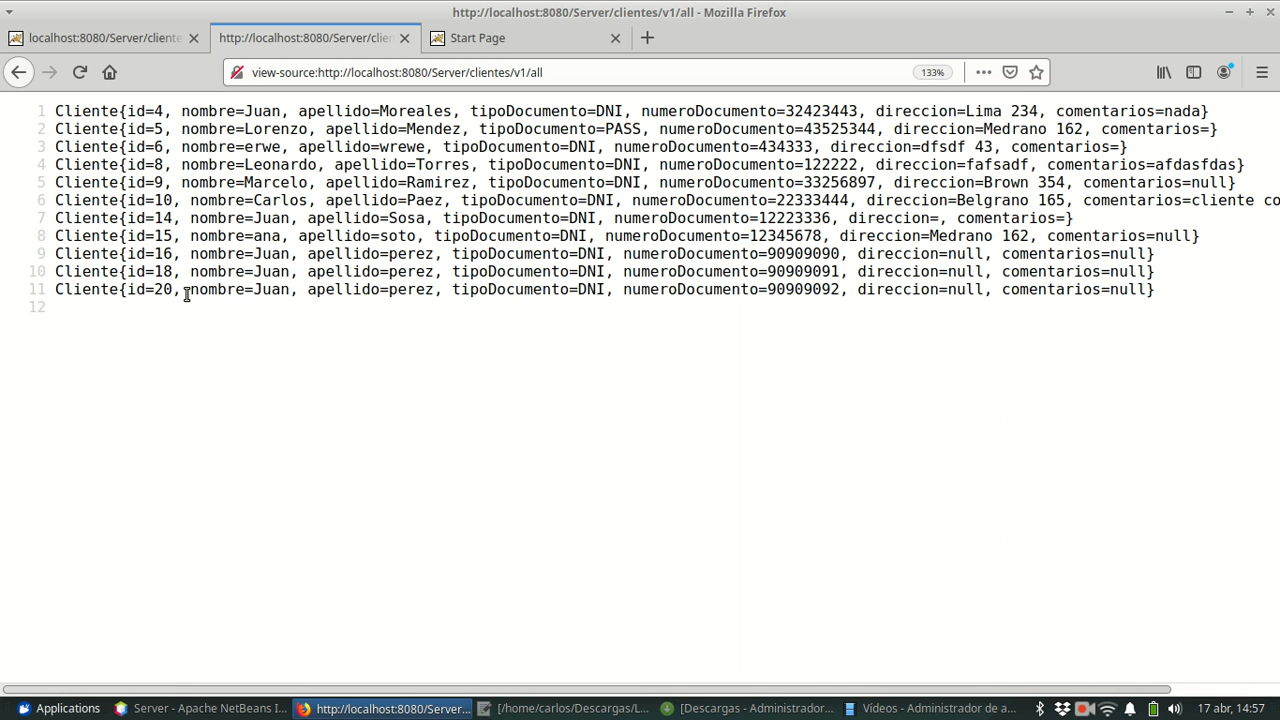 http://localhost:8080/Server/clientes/v1/all - Mozilla Firefox
localhost:8080/Server/cliente
http://localhost:8080/Server/clien
Start Page
view-source:http://localhost:8080/Server/clientes/v1/all
133%
1 Cliente{id=4, nombre=Juan, apellido=Moreales, tipoDocumento=DNI, numeroDocumento=32423443, direccion=Lima 234, comentarios=nada}
2 Cliente{id=5, nombre=Lorenzo, apellido=Mendez, tipoDocumento=PASS, numeroDocumento=43525344, direccion=Medrano 162, comentarios=}
3 Cliente{id=6, nombre=erwe, apellido=wrewe, tipoDocumento=DNI, numeroDocumento=434333, direccion=dfsdf 43, comentarios=}
4 Cliente{id=8, nombre=Leonardo, apellido=Torres, tipoDocumento=DNI, numeroDocumento=122222, direccion=fafsadf, comentarios=afdasfdas}
5 Cliente{id=9, nombre=Marcelo, apellido=Ramirez, tipoDocumento=DNI, numeroDocumento=33256897, direccion=Brown 354, comentarios=null}
6 Cliente{id=10, nombre=Carlos, apellido=Paez, tipoDocumento=DNI, numeroDocumento=22333444, direccion=Belgrano 165, comentarios=cliente co
7 Cliente{id=14, nombre=Juan, apellido=Sosa, tipoDocumento=DNI, numeroDocumento=12223336, direccion=, comentarios=}
8 Cliente{id=15, nombre=ana, apellido=soto, tipoDocumento=DNI, numeroDocumento=12345678, direccion=Medrano 162, comentarios=null}
9 Cliente{id=16, nombre=Juan, apellido=perez, tipoDocumento=DNI, numeroDocumento=90909090, direccion=null, comentarios=null}
10 Cliente{id=18, nombre=Juan, apellido=perez, tipoDocumento=DNI, numeroDocumento=90909091, direccion=null, comentarios=null}
11 Cliente{id=20, nombre=Juan, apellido=perez, tipoDocumento=DNI, numeroDocumento=90909092, direccion=null, comentarios=null}
12
Applications
Server - Apache NetBeans I...
http://localhost:8080/Server...
[/home/carlos/Descargas/L...
[Descargas - Administrador...
Vídeos - Administrador de a...
17 abr, 14:57